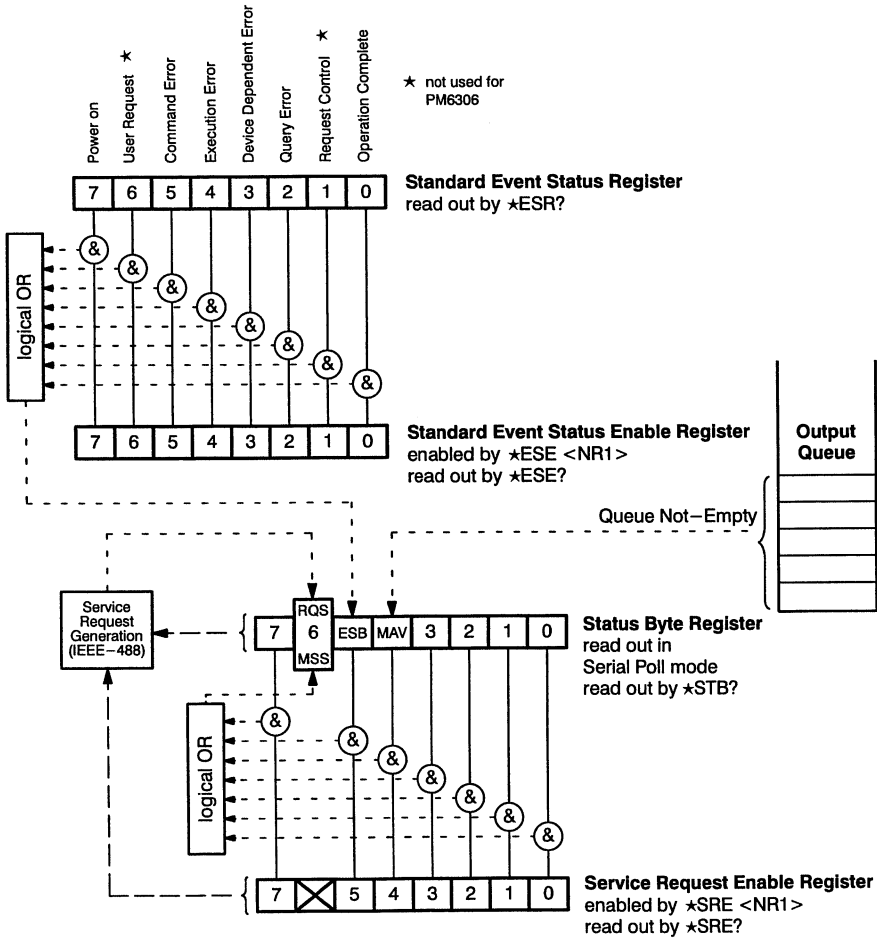 Power on
User Request ★
Command Error
Execution Error
Device Dependent Error
Query Error
Request Control ★
Operation Complete
★ not used for
PM6306
7 6 5 4 3 2 1 0
Standard Event Status Register
read out by ★ESR?
logical OR
&
&
&
&
&
&
&
&
7 6 5 4 3 2 1 0
Standard Event Status Enable Register
enabled by ★ESE <NR1>
read out by ★ESE?
Output
Queue
Queue Not-Empty
Service
Request
Generation
(IEEE-488)
RQS
7 6 ESB MAV 3 2 1 0
MSS
Status Byte Register
read out in
Serial Poll mode
read out by ★STB?
logical OR
&
&
&
&
&
&
&
7 5 4 3 2 1 0
Service Request Enable Register
enabled by ★SRE <NR1>
read out by ★SRE?